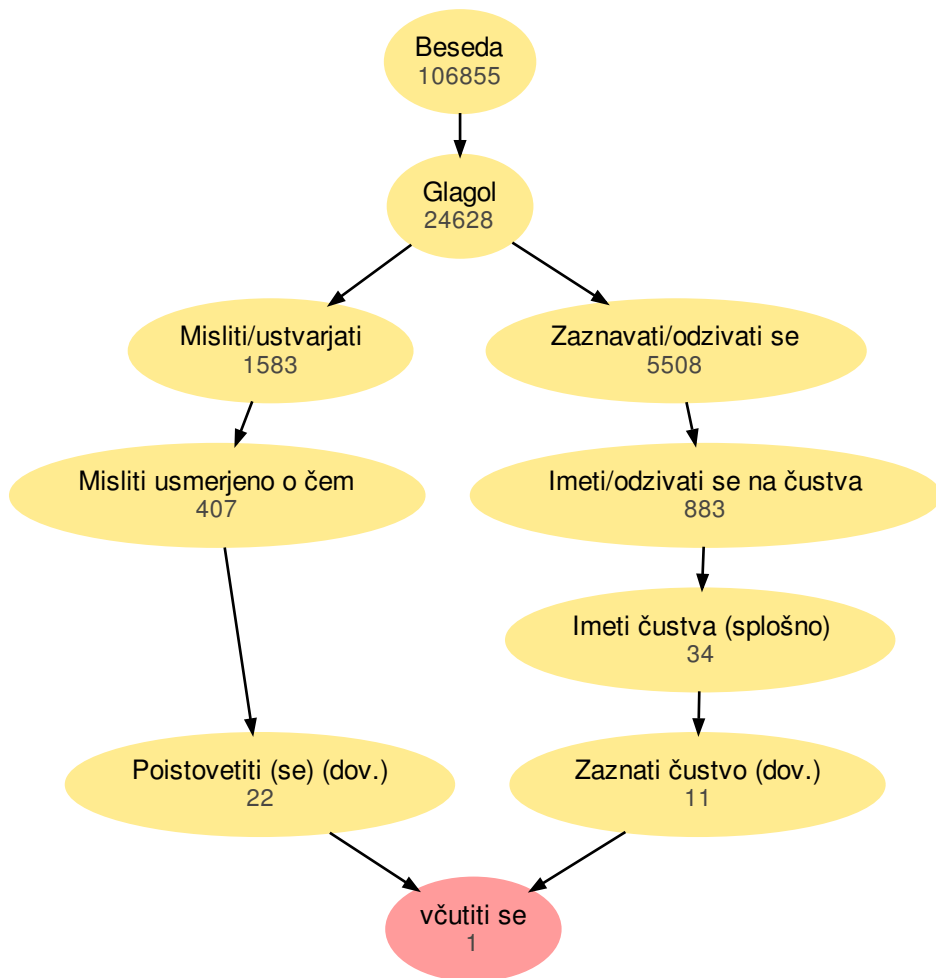 Beseda
106855
Glagol
24628
Misliti/ustvarjati
1583
Zaznavati/odzivati se
5508
Misliti usmerjeno o čem
407
Imeti/odzivati se na čustva
883
Imeti čustva (splošno)
34
Poistovetiti (se) (dov.)
22
Zaznati čustvo (dov.)
11
včutiti se
1